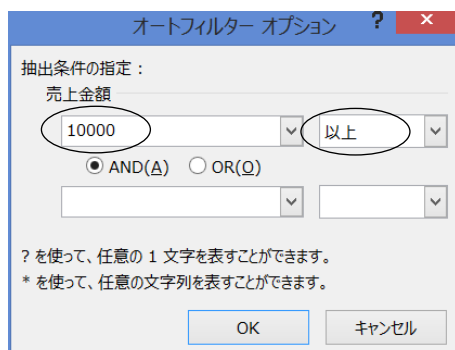 オートフィルター オプション ?
抽出条件の指定：
売上金額
10000 以上
AND(A) OR(O)
? を使って、任意の 1 文字を表すことができます。
* を使って、任意の文字列を表すことができます。
OK キャンセル